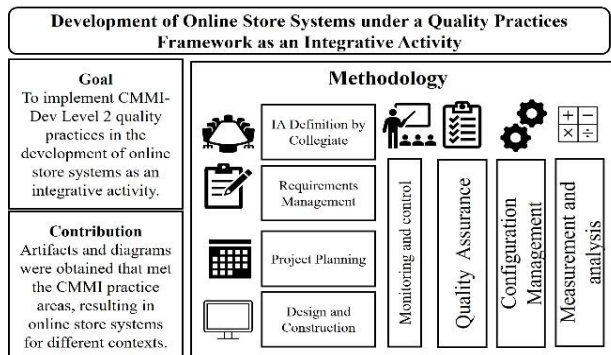 Development of Online Store Systems under a Quality Practices
Framework as an Integrative Activity
Goal
To implement CMMI-
Dev Level 2 quality
practices in the
development of online
store systems as an
integrative activity.
Contribution
Artifacts and diagrams
were obtained that met
the CMMI practice
areas, resulting in
online store systems
for different contexts.
Methodology
IA Definition by
Collegiate
Requirements
Management
Project Planning
Design and
Construction
Monitoring and control
Quality Assurance
Configuration
Management
Measurement and
analysis
+ −
× ÷